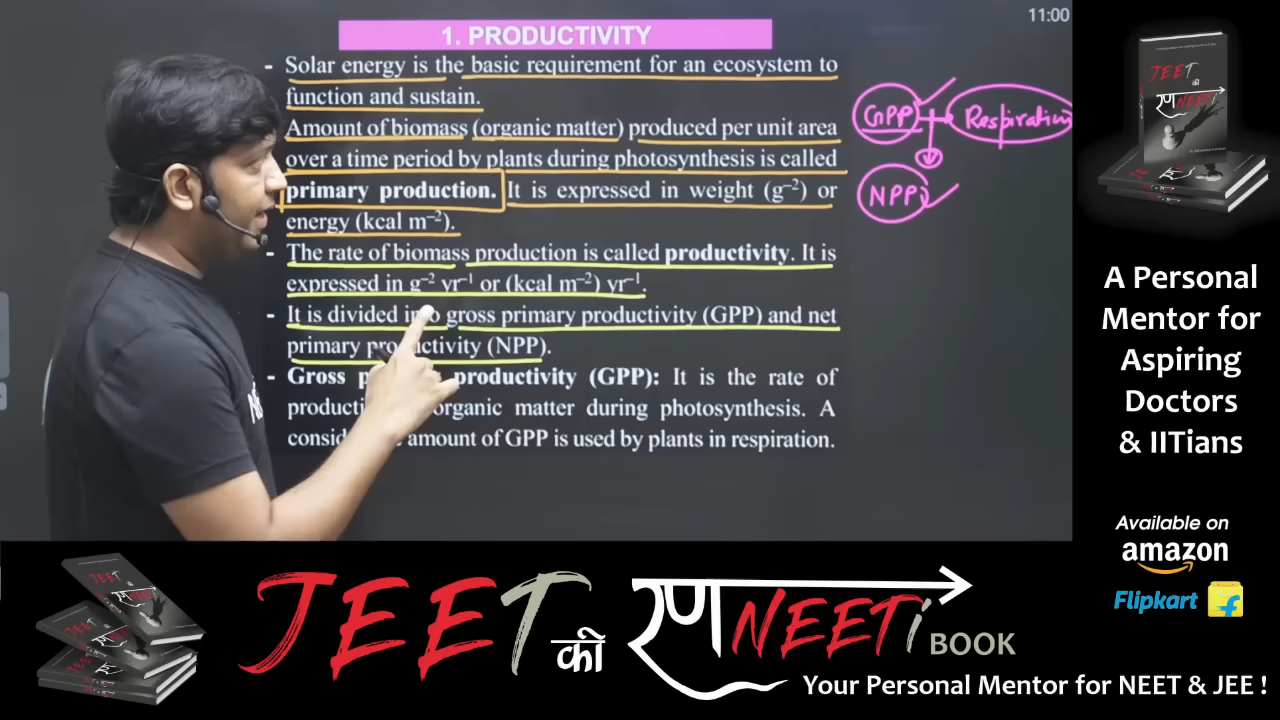 11:00
1. PRODUCTIVITY
- Solar energy is the basic requirement for an ecosystem to
function and sustain.
Amount of biomass (organic matter) produced per unit area
over a time period by plants during photosynthesis is called
primary production. It is expressed in weight (g⁻²) or
energy (kcal m⁻²).
- The rate of biomass production is called productivity. It is
expressed in g⁻² yr⁻¹ or (kcal m⁻²) yr⁻¹.
- It is divided into gross primary productivity (GPP) and net
primary productivity (NPP).
- Gross p productivity (GPP): It is the rate of
producti organic matter during photosynthesis. A
consid amount of GPP is used by plants in respiration.
GPP
Respiration
NPP
JEET
की
रणNEETi
A Personal
Mentor for
Aspiring
Doctors
& IITians
Available on
amazon
Flipkart
JEET की रणNEETi BOOK
Your Personal Mentor for NEET & JEE !